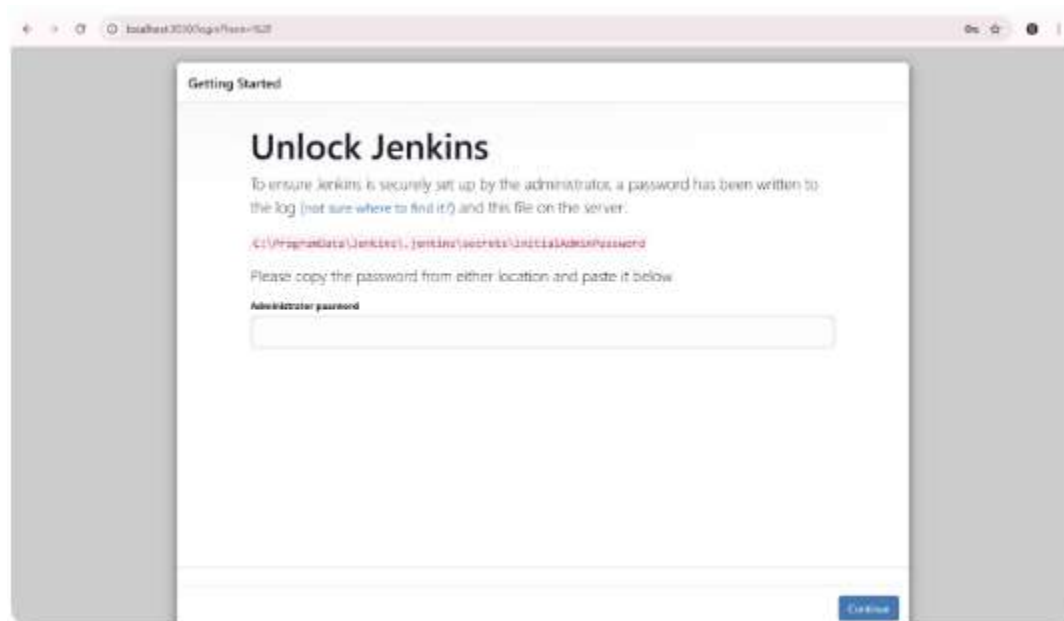 Getting Started
Unlock Jenkins
To ensure Jenkins is securely set up by the administrator, a password has been written to
the log (not sure where to find it?) and this file on the server:
C:\ProgramData\Jenkins\.jenkins\secrets\initialAdminPassword
Please copy the password from either location and paste it below.
Administrator password
Continue